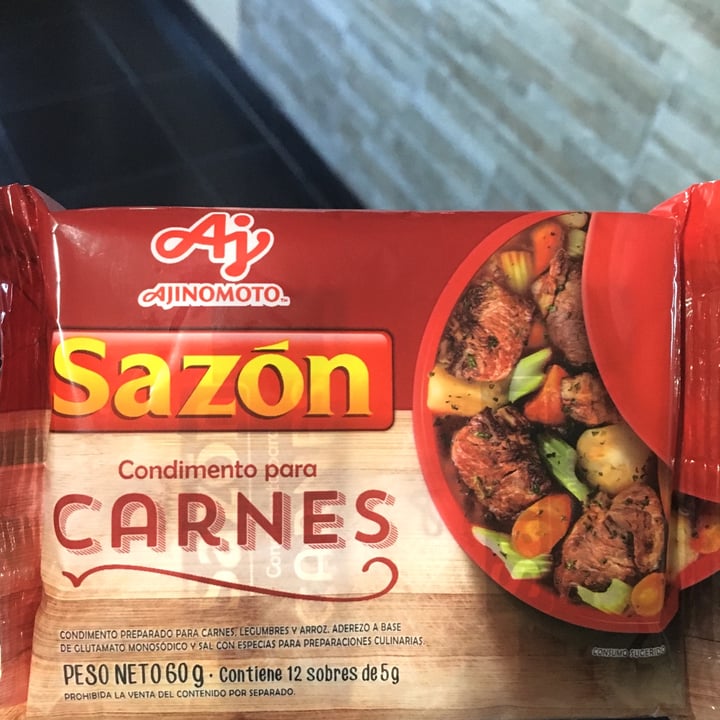 Aj
AJINOMOTO™
Sazón
Condimento para
CARNES
CONDIMENTO PREPARADO PARA CARNES, LEGUMBRES Y ARROZ. ADEREZO A BASE
DE GLUTAMATO MONOSÓDICO Y SAL CON ESPECIAS PARA PREPARACIONES CULINARIAS.
PESO NETO 60 g · Contiene 12 sobres de 5g
PROHIBIDA LA VENTA DEL CONTENIDO POR SEPARADO.
CONSUMO SUGERIDO